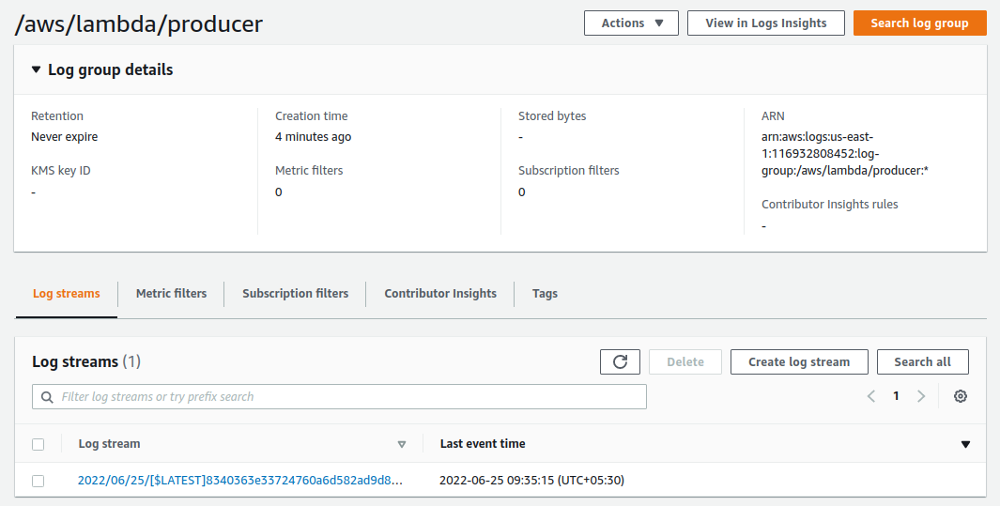 /aws/lambda/producer
Actions ▼
View in Logs Insights
Search log group
▼ Log group details
Retention
Never expire
KMS key ID
-
Creation time
4 minutes ago
Metric filters
0
Stored bytes
-
Subscription filters
0
ARN
arn:aws:logs:us-east-
1:116932808452:log-
group:/aws/lambda/producer:*
Contributor Insights rules
-
Log streams
Metric filters
Subscription filters
Contributor Insights
Tags
Log streams (1)
Delete
Create log stream
Search all
Filter log streams or try prefix search
1
Log stream
Last event time
2022/06/25/[$LATEST]8340363e33724760a6d582ad9d8...
2022-06-25 09:35:15 (UTC+05:30)